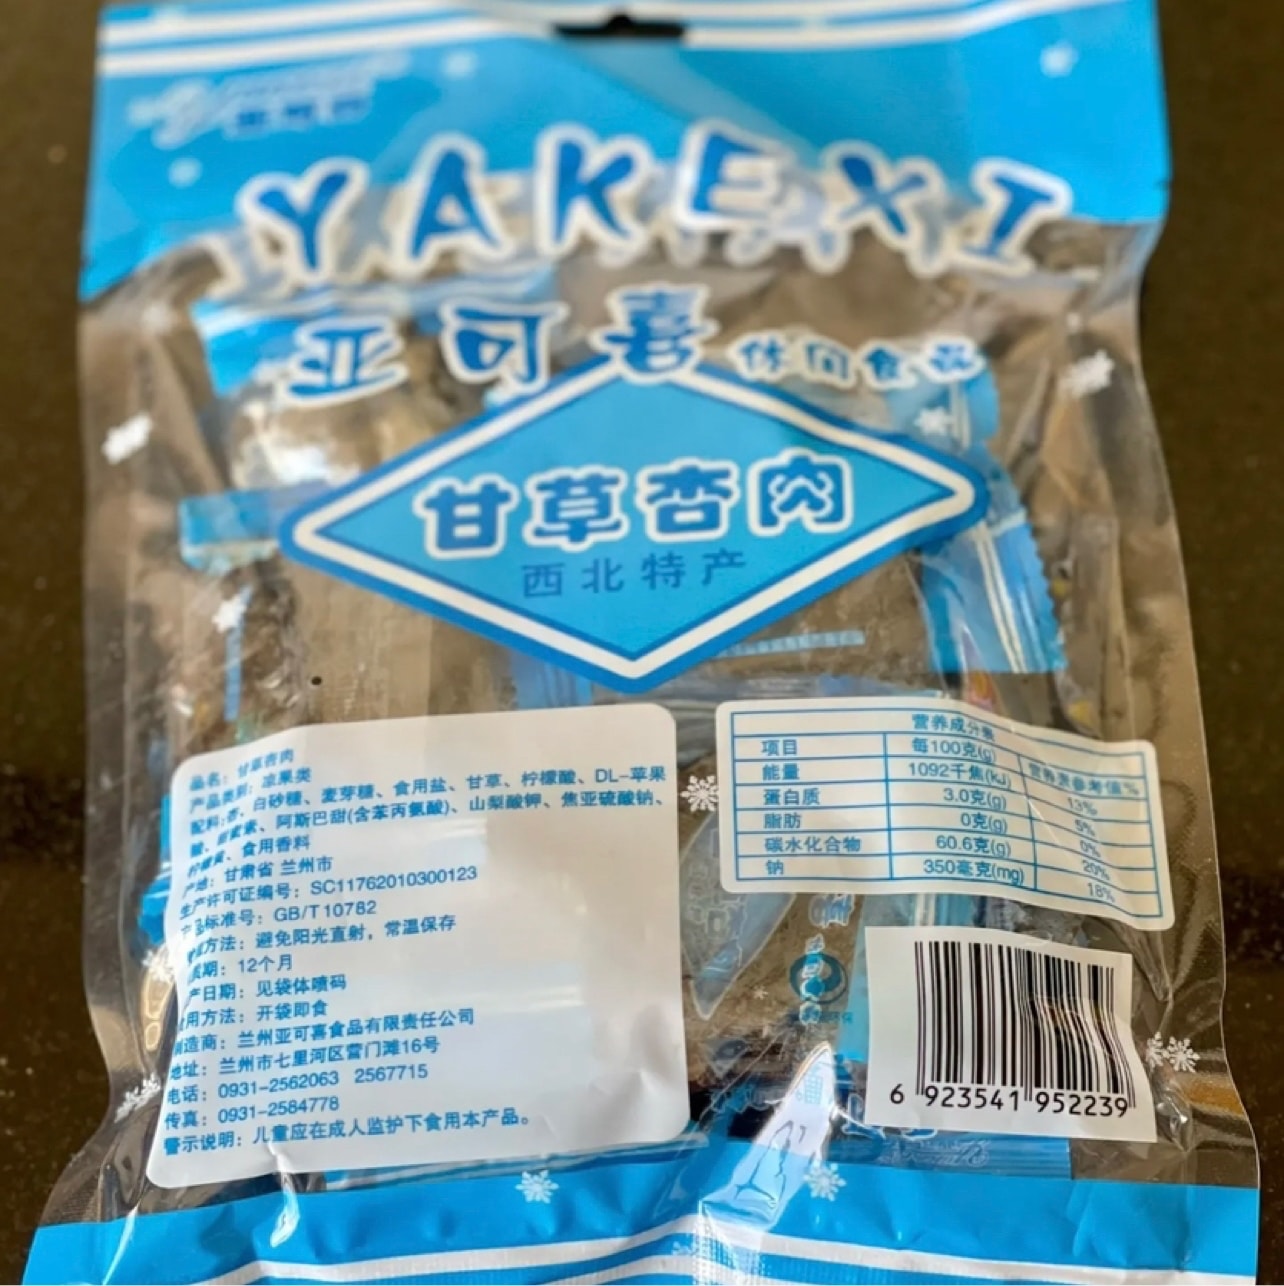 YAKEXI
亚可喜 休闲食品
甘草杏肉
西北特产
品名：甘草杏肉
产品类别：凉果类
配料：杏、白砂糖、麦芽糖、食用盐、甘草、柠檬酸、DL-苹果
酸、甜蜜素、阿斯巴甜(含苯丙氨酸)、山梨酸钾、焦亚硫酸钠、
柠檬黄、食用香料
产地：甘肃省 兰州市
生产许可证编号：SC11762010300123
产品标准号：GB/T10782
方法：避免阳光直射，常温保存
质期：12个月
产日期：见袋体喷码
食用方法：开袋即食
制造商：兰州亚可喜食品有限责任公司
地址：兰州市七里河区营门滩16号
电话：0931-2562063 2567715
传真：0931-2584778
警示说明：儿童应在成人监护下食用本产品。
营养成分表
项目 每100克(g) 营养素参考值%
能量 1092千焦(kJ) 13%
蛋白质 3.0克(g) 5%
脂肪 0克(g) 0%
碳水化合物 60.6克(g) 20%
钠 350毫克(mg) 18%
6 923541 952239